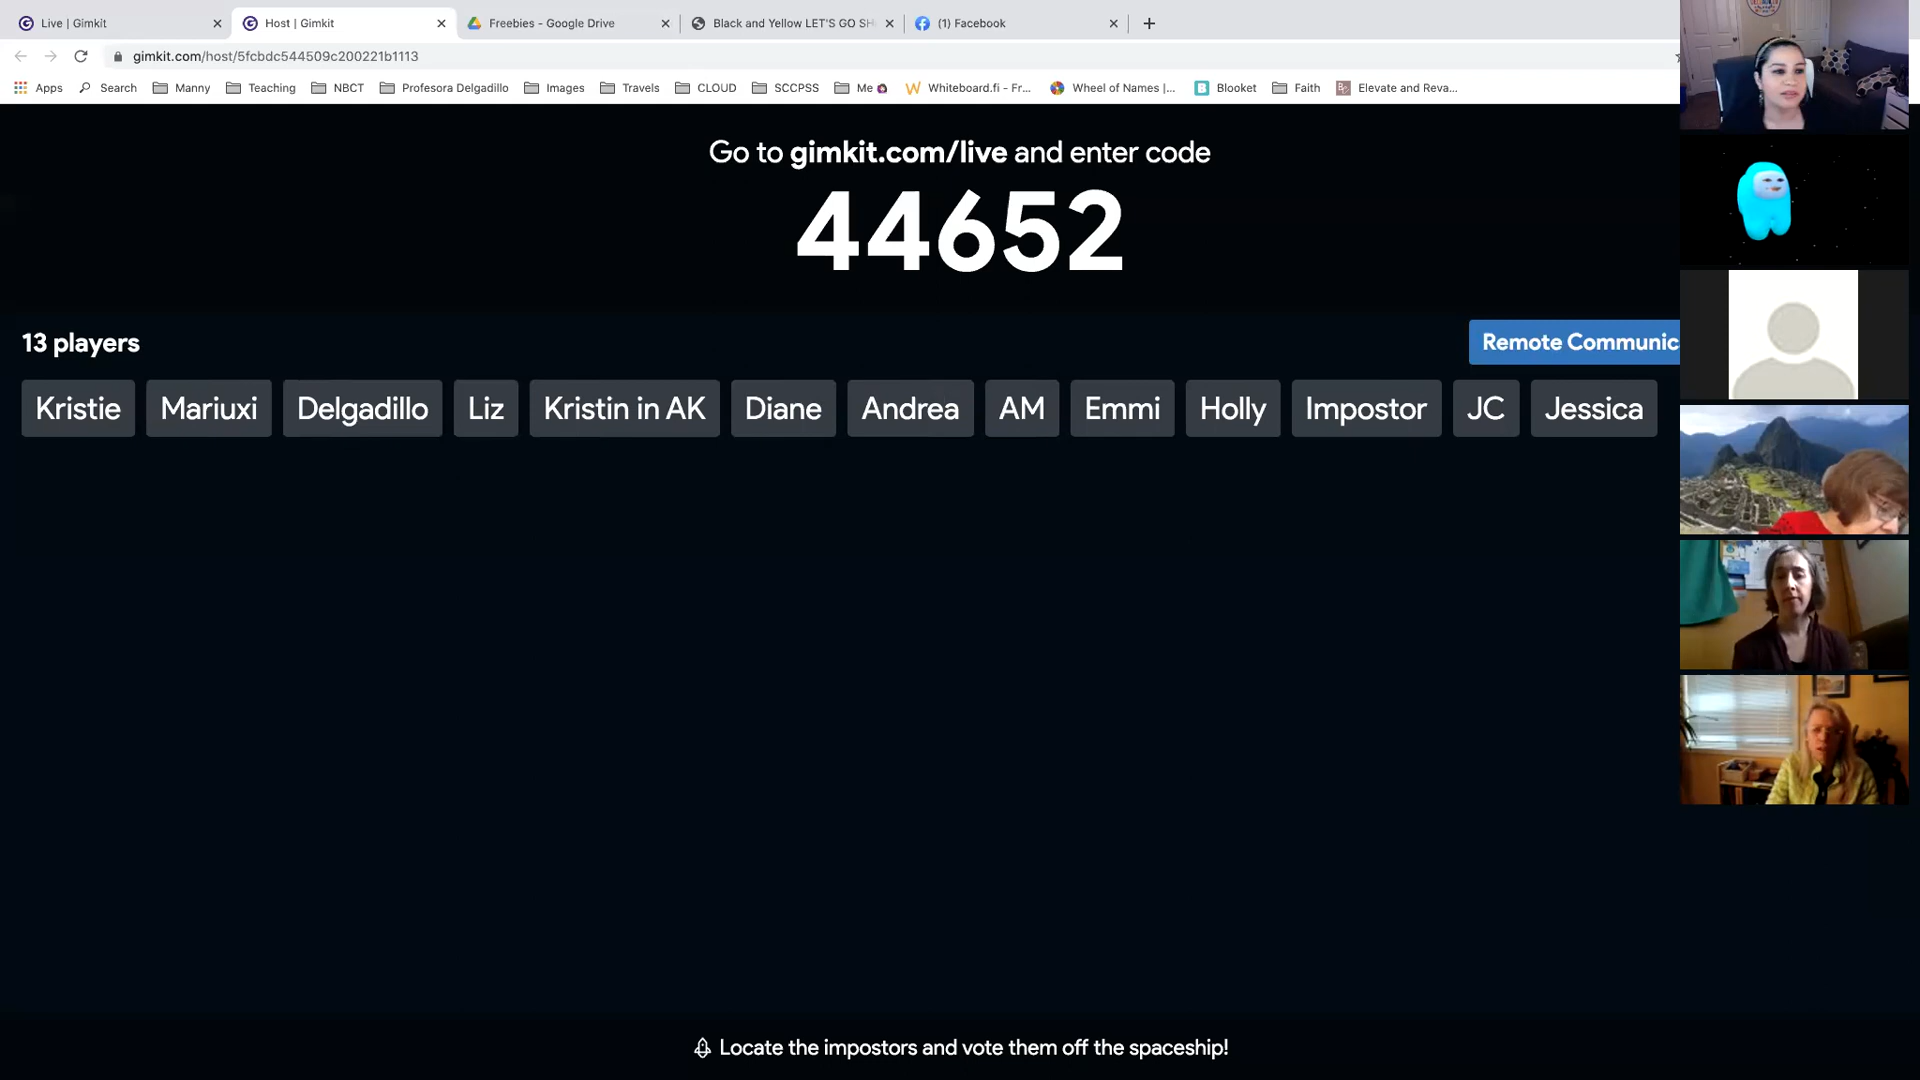 Live | Gimkit
Host | Gimkit
Freebies - Google Drive
Black and Yellow LET'S GO SH
(1) Facebook
gimkit.com/host/5fcbdc544509c200221b1113
Apps Search Manny Teaching NBCT Profesora Delgadillo Images Travels CLOUD SCCPSS Me Whiteboard.fi - Fr... Wheel of Names |... Blooket Faith Elevate and Reva...
Go to gimkit.com/live and enter code
44652
13 players
Remote Communic
Kristie Mariuxi Delgadillo Liz Kristin in AK Diane Andrea AM Emmi Holly Impostor JC Jessica
Locate the impostors and vote them off the spaceship!